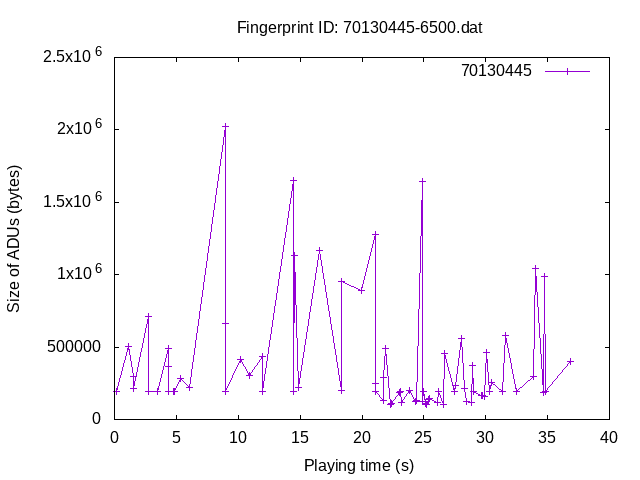 Fingerprint ID: 70130445-6500.dat
70130445
2.5x10^6
2x10^6
1.5x10^6
1x10^6
500000
0
Size of ADUs (bytes)
0 5 10 15 20 25 30 35 40
Playing time (s)